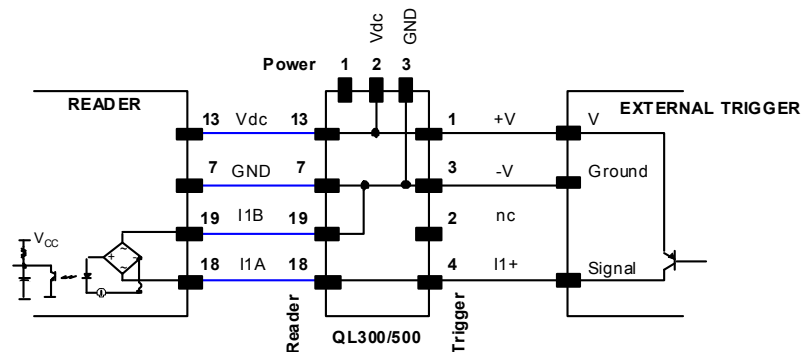 Vdc
GND
Power 1 2 3
READER
EXTERNAL TRIGGER
13 Vdc 13 1 +V V
7 GND 7 3 -V Ground
19 I1B 19 2 nc
VCC
18 I1A 18 4 I1+ Signal
Reader
Trigger
QL300/500
+
~
~
-